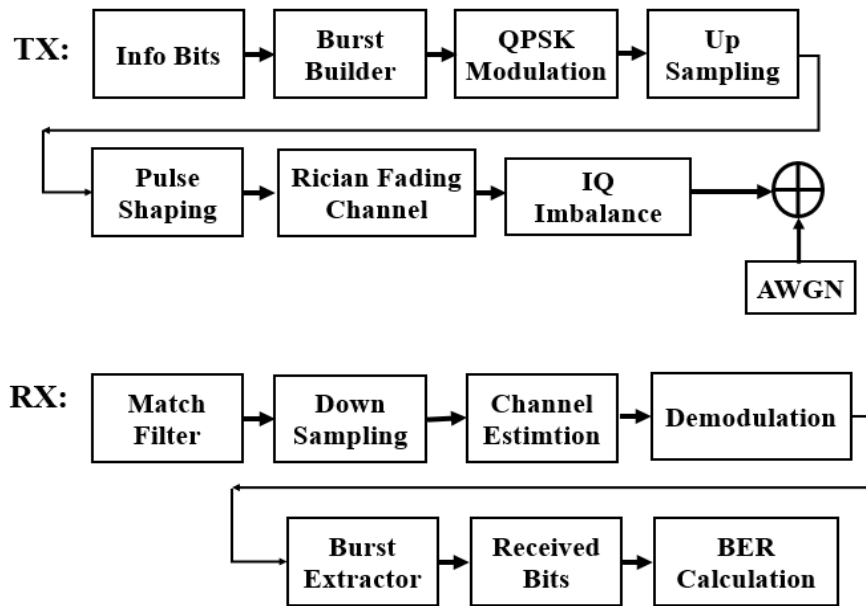 TX:
Info Bits
Burst
Builder
QPSK
Modulation
Up
Sampling
Pulse
Shaping
Rician Fading
Channel
IQ
Imbalance
AWGN
RX:
Match
Filter
Down
Sampling
Channel
Estimtion
Demodulation
Burst
Extractor
Received
Bits
BER
Calculation